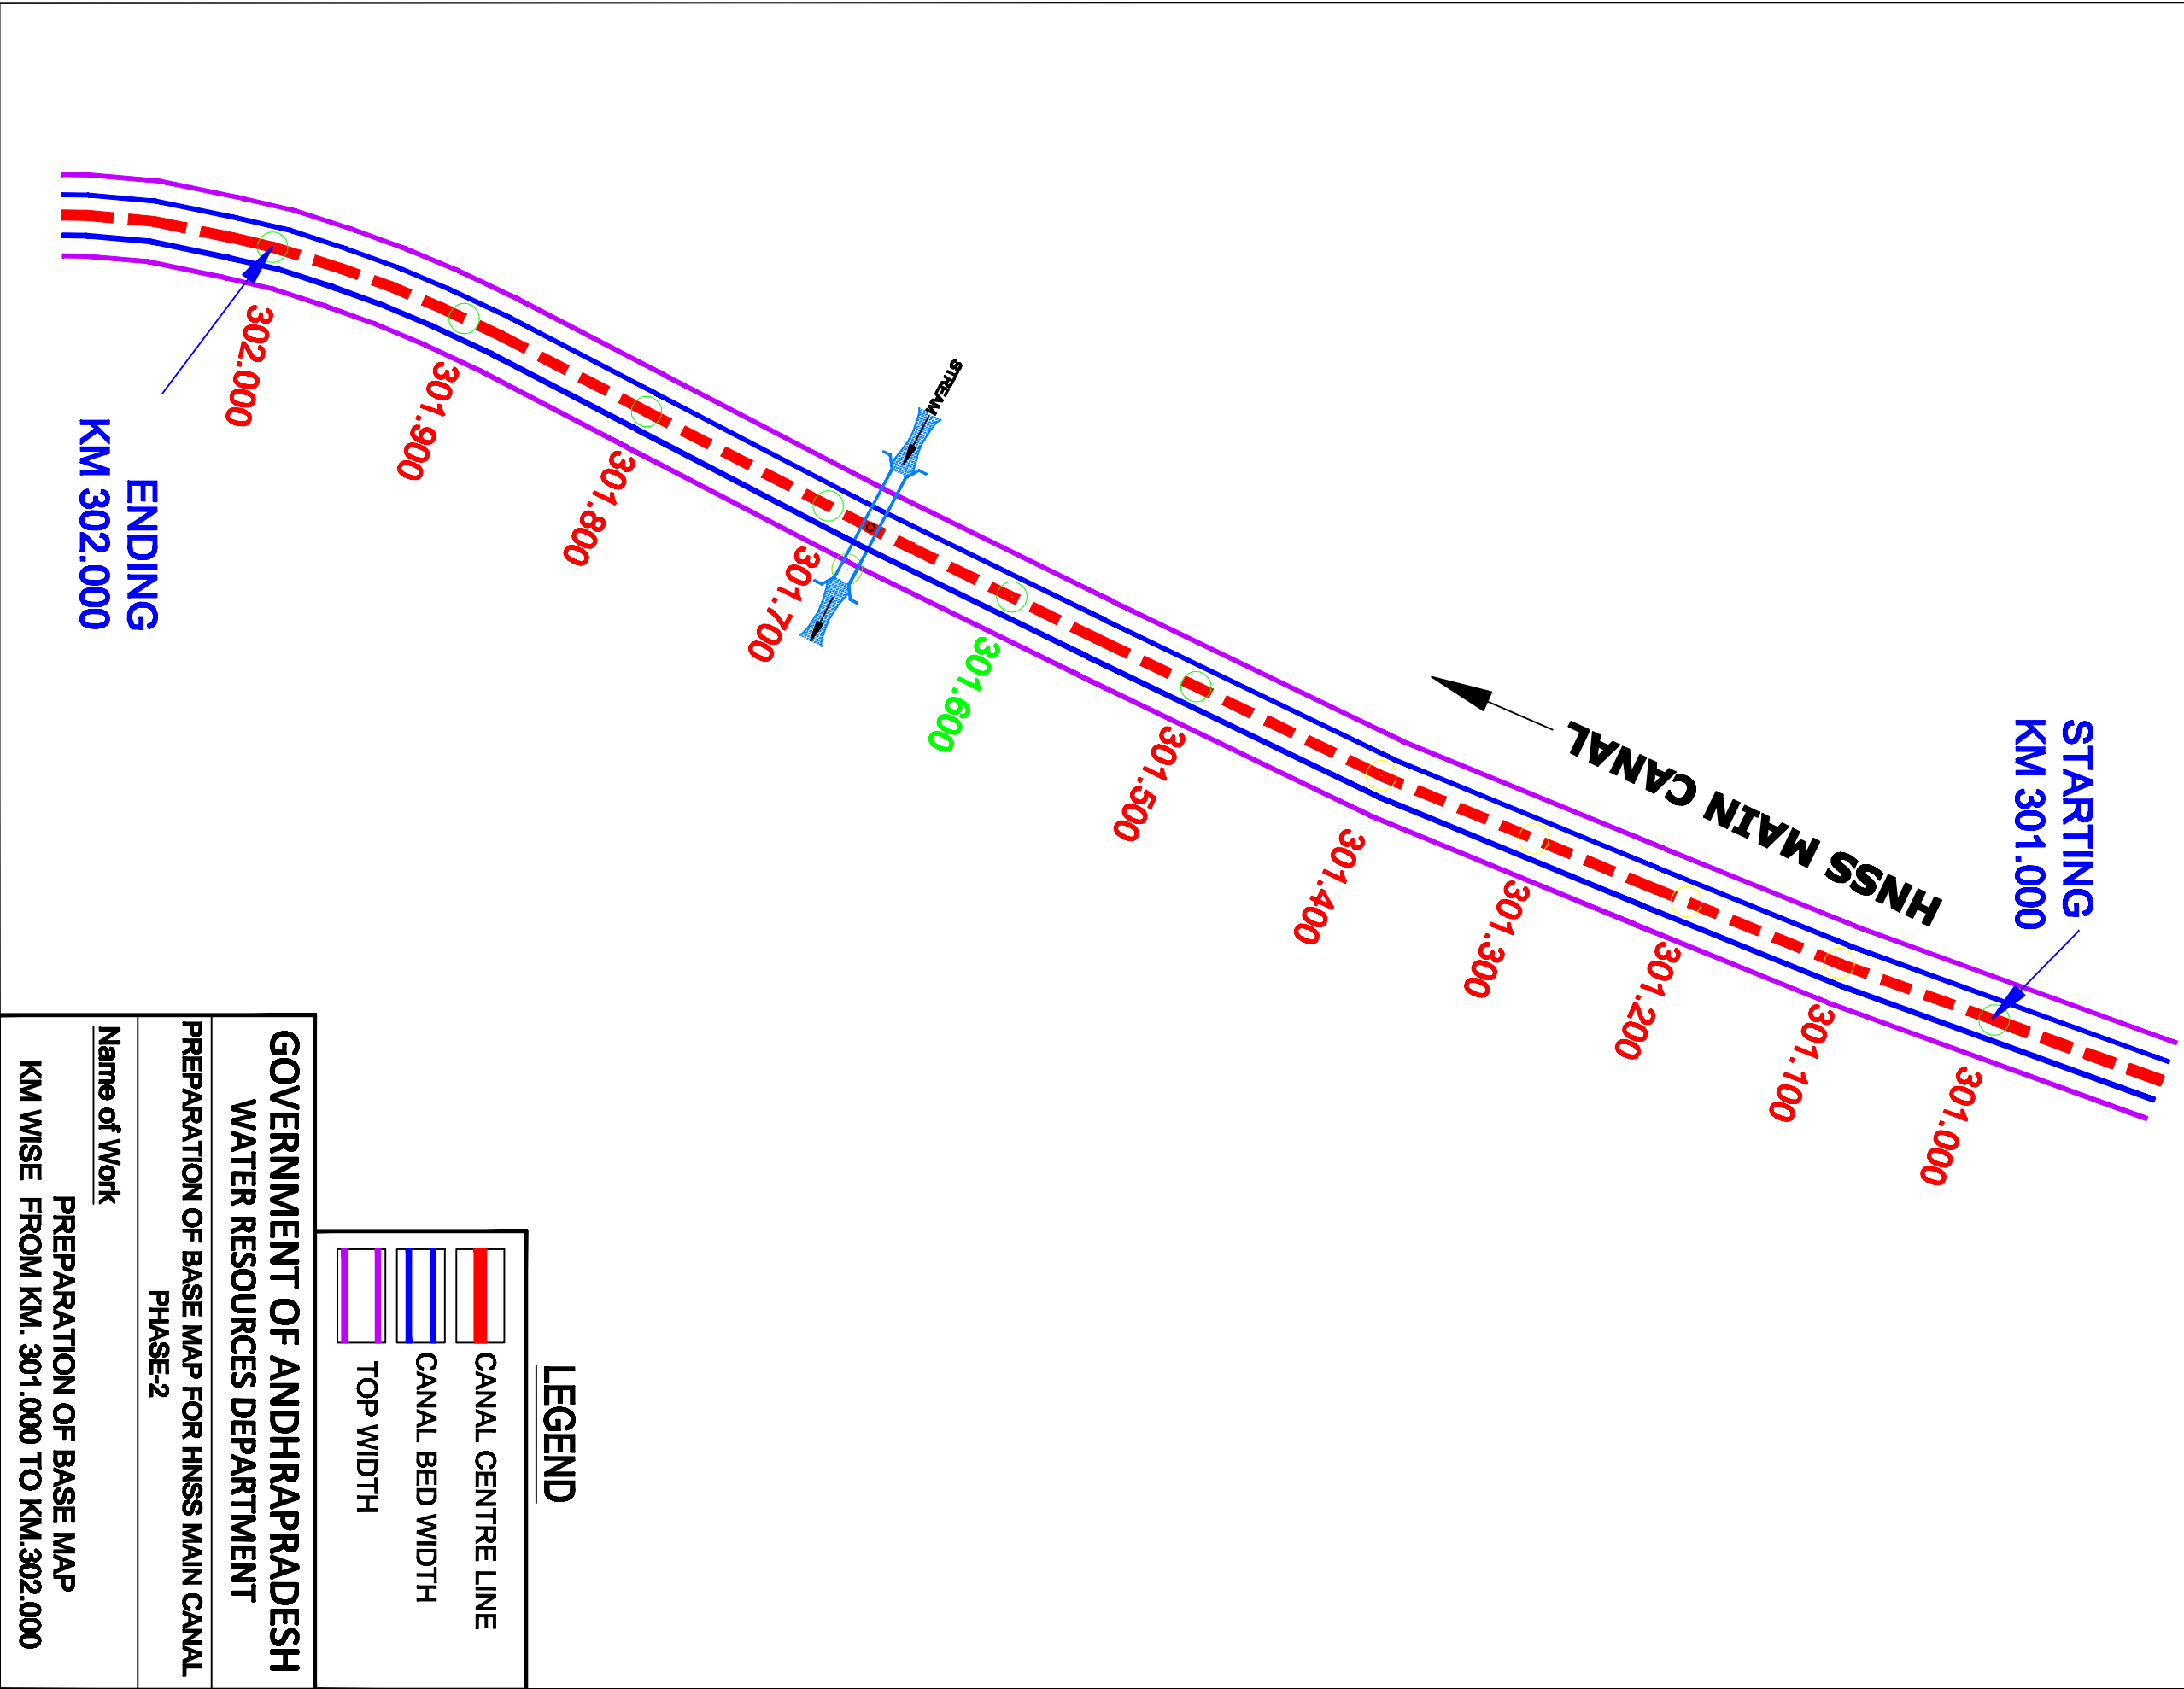 STARTING
KM 301.000
HNSS MAIN CANAL
301.000
301.100
301.200
301.300
301.400
301.500
301.600
301.700
301.800
301.900
302.000
STREAM
ENDING
KM 302.000
LEGEND
CANAL CENTRE LINE
CANAL BED WIDTH
TOP WIDTH
GOVERNMENT OF ANDHRAPRADESH
WATER RESOURCES DEPARTMENT
PREPARATION OF BASE MAP FOR HNSS MAIN CANAL
PHASE-2
Name of Work
PREPARATION OF BASE MAP
KM WISE FROM KM. 301.000 TO KM.302.000